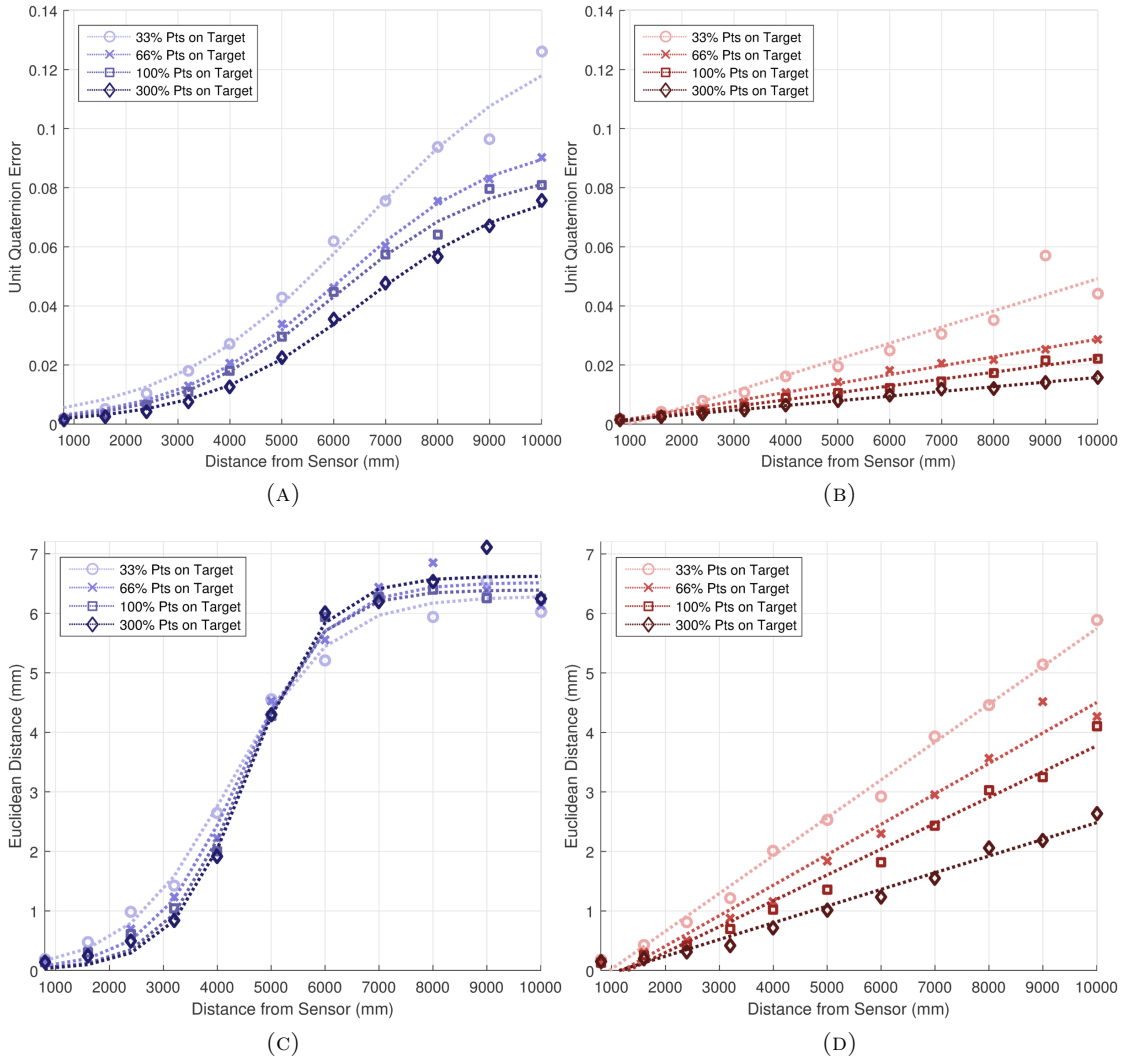 0.14
0.12
0.1
0.08
0.06
0.04
0.02
0
Unit Quaternion Error
33% Pts on Target
66% Pts on Target
100% Pts on Target
300% Pts on Target
1000 2000 3000 4000 5000 6000 7000 8000 9000 10000
Distance from Sensor (mm)
(A)
0.14
0.12
0.1
0.08
0.06
0.04
0.02
0
Unit Quaternion Error
33% Pts on Target
66% Pts on Target
100% Pts on Target
300% Pts on Target
1000 2000 3000 4000 5000 6000 7000 8000 9000 10000
Distance from Sensor (mm)
(B)
7
6
5
4
3
2
1
0
Euclidean Distance (mm)
33% Pts on Target
66% Pts on Target
100% Pts on Target
300% Pts on Target
1000 2000 3000 4000 5000 6000 7000 8000 9000 10000
Distance from Sensor (mm)
(C)
7
6
5
4
3
2
1
0
Euclidean Distance (mm)
33% Pts on Target
66% Pts on Target
100% Pts on Target
300% Pts on Target
1000 2000 3000 4000 5000 6000 7000 8000 9000 10000
Distance from Sensor (mm)
(D)